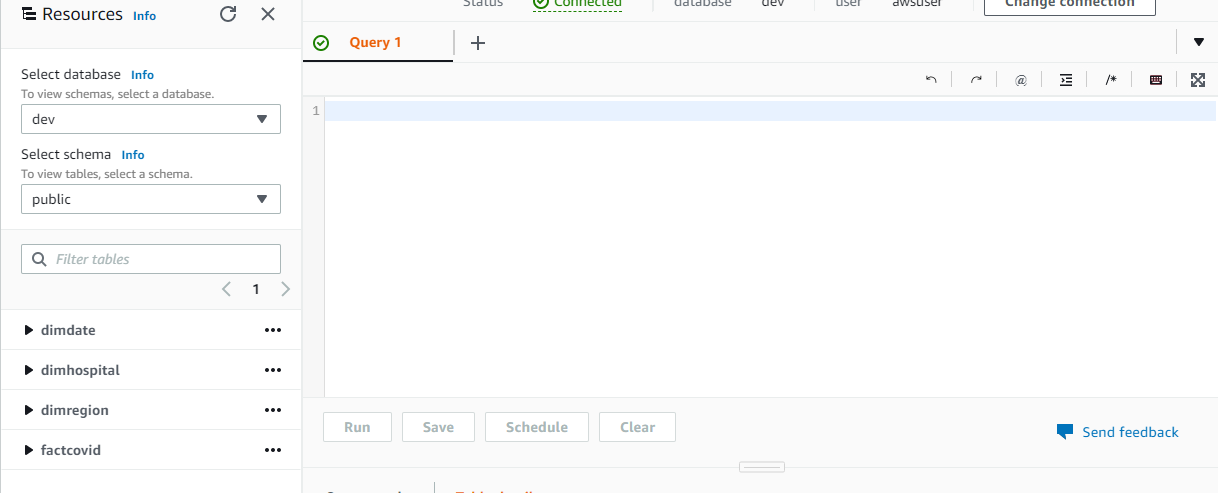 Resources Info
Status Connected database dev user awsuser Change connection
Query 1
Select database Info
To view schemas, select a database.
dev
Select schema Info
To view tables, select a schema.
public
Filter tables
1
dimdate
dimhospital
dimregion
factcovid
@
/*
1
Run Save Schedule Clear
Send feedback